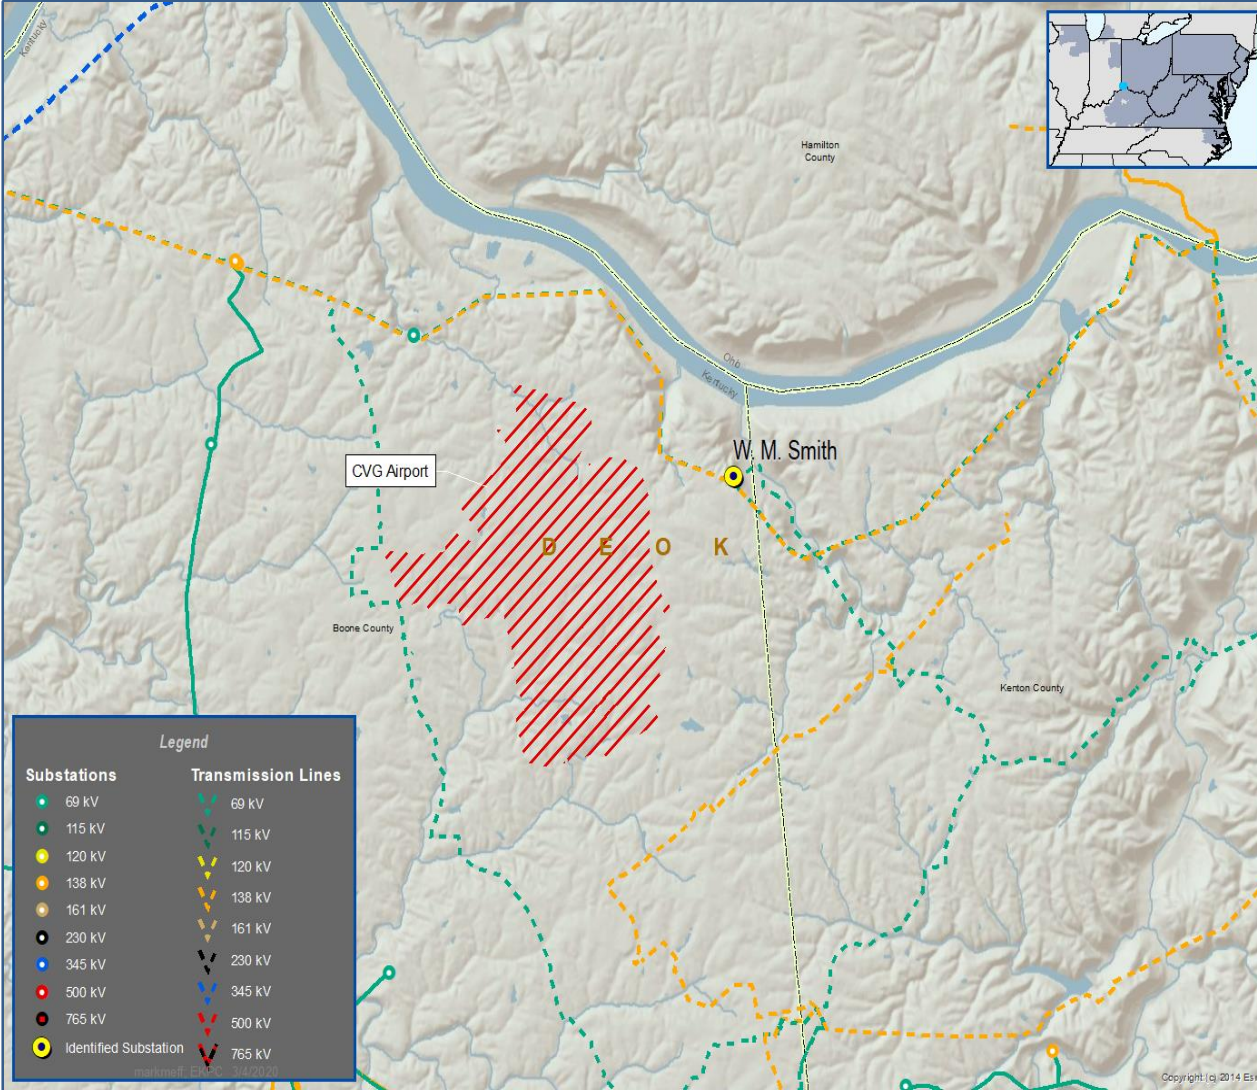 Kentucky
Hamilton
County
Ohio
Kentucky
W. M. Smith
CVG Airport
D E O K
Boone County
Kenton County
Legend
Substations
Transmission Lines
69 kV
69 kV
115 kV
115 kV
120 kV
120 kV
138 kV
138 kV
161 kV
161 kV
230 kV
230 kV
345 kV
345 kV
500 kV
500 kV
765 kV
765 kV
Identified Substation
markmeff; EKPC 3/4/2020
Copyright:(c) 2014 Es